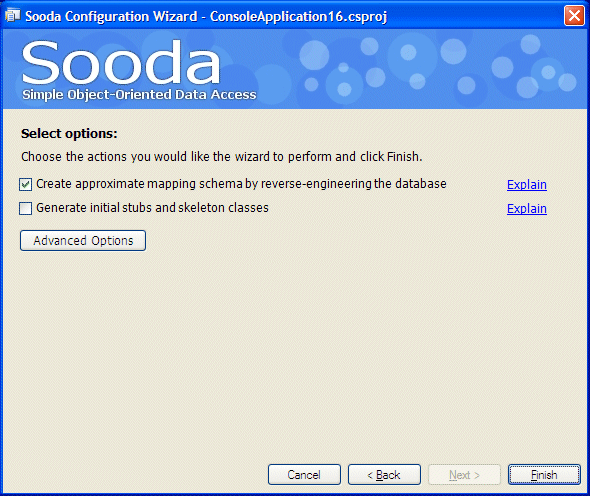 Sooda Configuration Wizard - ConsoleApplication16.csproj
Sooda
Simple Object-Oriented Data Access
Select options:
Choose the actions you would like the wizard to perform and click Finish.
Create approximate mapping schema by reverse-engineering the database Explain
Generate initial stubs and skeleton classes Explain
Advanced Options
Cancel < Back Next > Finish